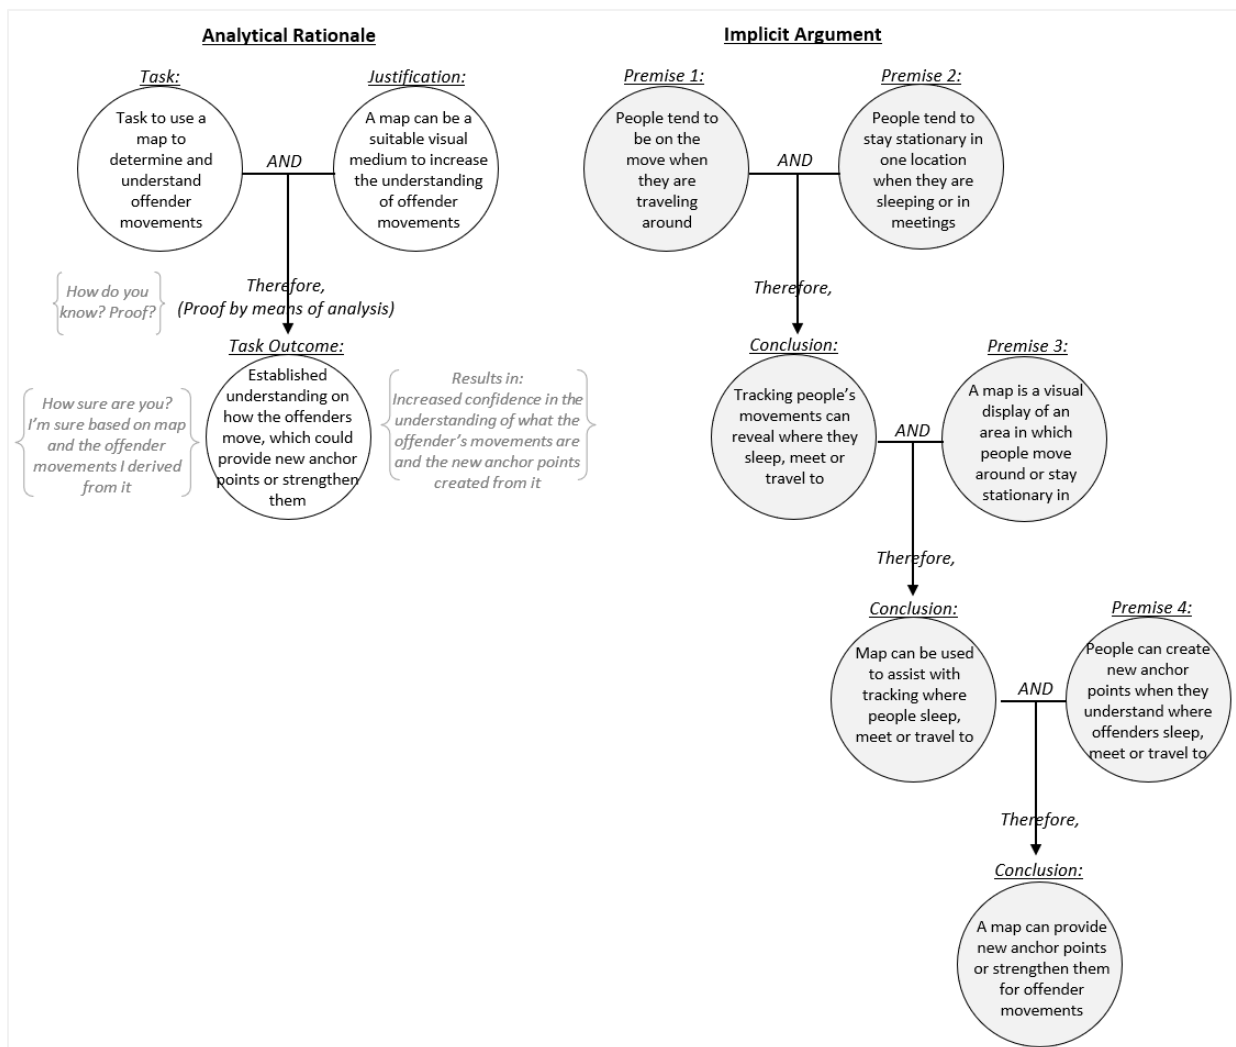 Analytical Rationale
Task:
Task to use a
map to
determine and
understand
offender
movements
AND
Justification:
A map can be a
suitable visual
medium to increase
the understanding
of offender
movements
How do you
know? Proof?
Therefore,
(Proof by means of analysis)
Task Outcome:
Established
understanding on
how the offenders
move, which could
provide new anchor
points or strengthen
them
How sure are you?
I'm sure based on map
and the offender
movements I derived
from it
Results in:
Increased confidence in the
understanding of what the
offender's movements are
and the new anchor points
created from it
Implicit Argument
Premise 1:
People tend to
be on the
move when
they are
traveling
around
AND
Premise 2:
People tend to
stay stationary in
one location
when they are
sleeping or in
meetings
Therefore,
Conclusion:
Tracking people's
movements can
reveal where they
sleep, meet or
travel to
AND
Premise 3:
A map is a visual
display of an
area in which
people move
around or stay
stationary in
Therefore,
Conclusion:
Map can be used
to assist with
tracking where
people sleep,
meet or travel to
AND
Premise 4:
People can create
new anchor
points when they
understand where
offenders sleep,
meet or travel to
Therefore,
Conclusion:
A map can provide
new anchor points
or strengthen them
for offender
movements